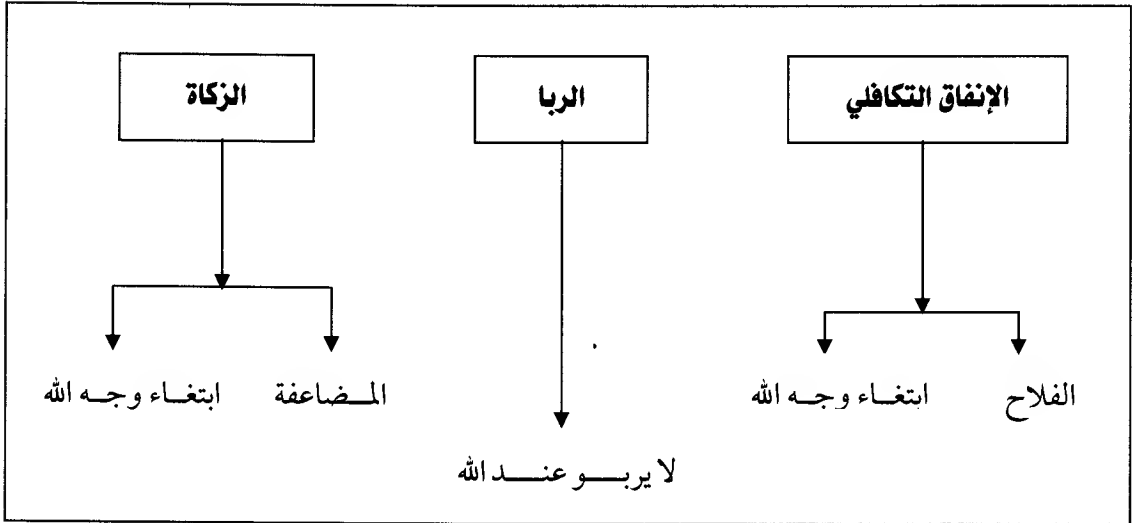 الإنفاق التكافلي
الربا
الزكاة
الفلاح
ابتغاء وجه الله
المضاعفة
ابتغاء وجه الله
لا يربو عند الله